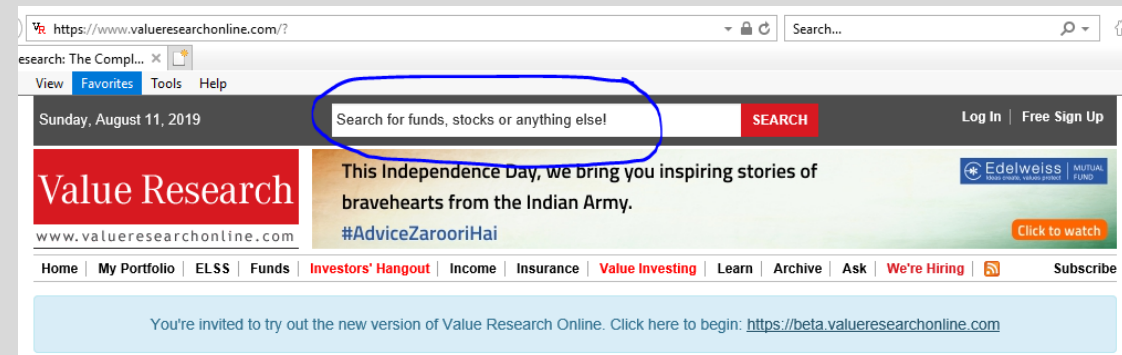 https://www.valueresearchonline.com/?
Search...
esearch: The Compl...
View Favorites Tools Help
Sunday, August 11, 2019
Search for funds, stocks or anything else!
SEARCH
Log In | Free Sign Up
Value Research
www.valueresearchonline.com
This Independence Day, we bring you inspiring stories of
bravehearts from the Indian Army.
#AdviceZarooriHai
Edelweiss | MUTUAL FUND
Ideas create, values protect
Click to watch
Home | My Portfolio | ELSS | Funds | Investors' Hangout | Income | Insurance | Value Investing | Learn | Archive | Ask | We're Hiring | Subscribe
You're invited to try out the new version of Value Research Online. Click here to begin: https://beta.valueresearchonline.com